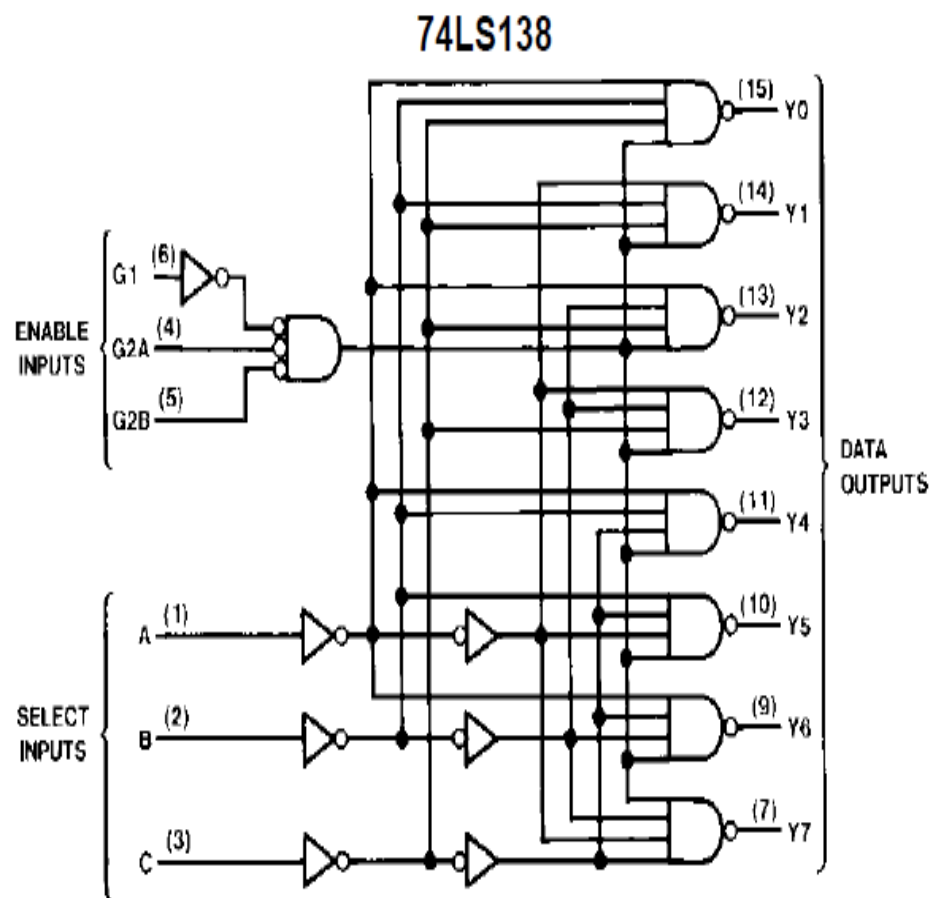 74LS138
(15) Y0
(14) Y1
(6)
G1
(13) Y2
ENABLE INPUTS
(4)
G2A
(5)
G2B
(12) Y3
DATA OUTPUTS
(11) Y4
(1)
A
(10) Y5
SELECT INPUTS
(2)
B
(9) Y6
(3)
C
(7) Y7